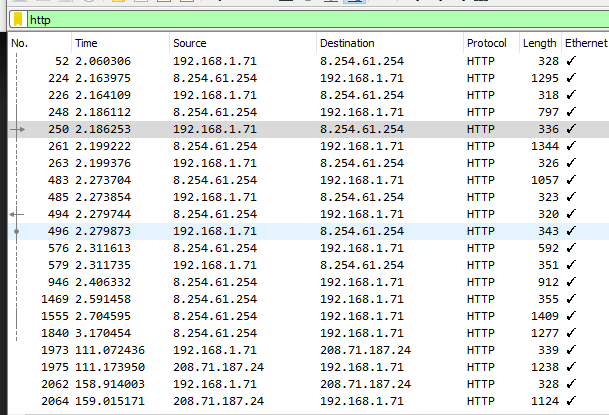 http
No. Time Source Destination Protocol Length Ethernet
52 2.060306 192.168.1.71 8.254.61.254 HTTP 328 ✓
224 2.163975 8.254.61.254 192.168.1.71 HTTP 1295 ✓
226 2.164109 192.168.1.71 8.254.61.254 HTTP 318 ✓
248 2.186112 8.254.61.254 192.168.1.71 HTTP 797 ✓
250 2.186253 192.168.1.71 8.254.61.254 HTTP 336 ✓
261 2.199222 8.254.61.254 192.168.1.71 HTTP 1344 ✓
263 2.199376 192.168.1.71 8.254.61.254 HTTP 326 ✓
483 2.273704 8.254.61.254 192.168.1.71 HTTP 1057 ✓
485 2.273854 192.168.1.71 8.254.61.254 HTTP 323 ✓
494 2.279744 8.254.61.254 192.168.1.71 HTTP 320 ✓
496 2.279873 192.168.1.71 8.254.61.254 HTTP 343 ✓
576 2.311613 8.254.61.254 192.168.1.71 HTTP 592 ✓
579 2.311735 192.168.1.71 8.254.61.254 HTTP 351 ✓
946 2.406332 8.254.61.254 192.168.1.71 HTTP 912 ✓
1469 2.591458 8.254.61.254 192.168.1.71 HTTP 355 ✓
1555 2.704595 8.254.61.254 192.168.1.71 HTTP 1409 ✓
1840 3.170454 8.254.61.254 192.168.1.71 HTTP 1277 ✓
1973 111.072436 192.168.1.71 208.71.187.24 HTTP 339 ✓
1975 111.173950 208.71.187.24 192.168.1.71 HTTP 1238 ✓
2062 158.914003 192.168.1.71 208.71.187.24 HTTP 328 ✓
2064 159.015171 208.71.187.24 192.168.1.71 HTTP 1124 ✓